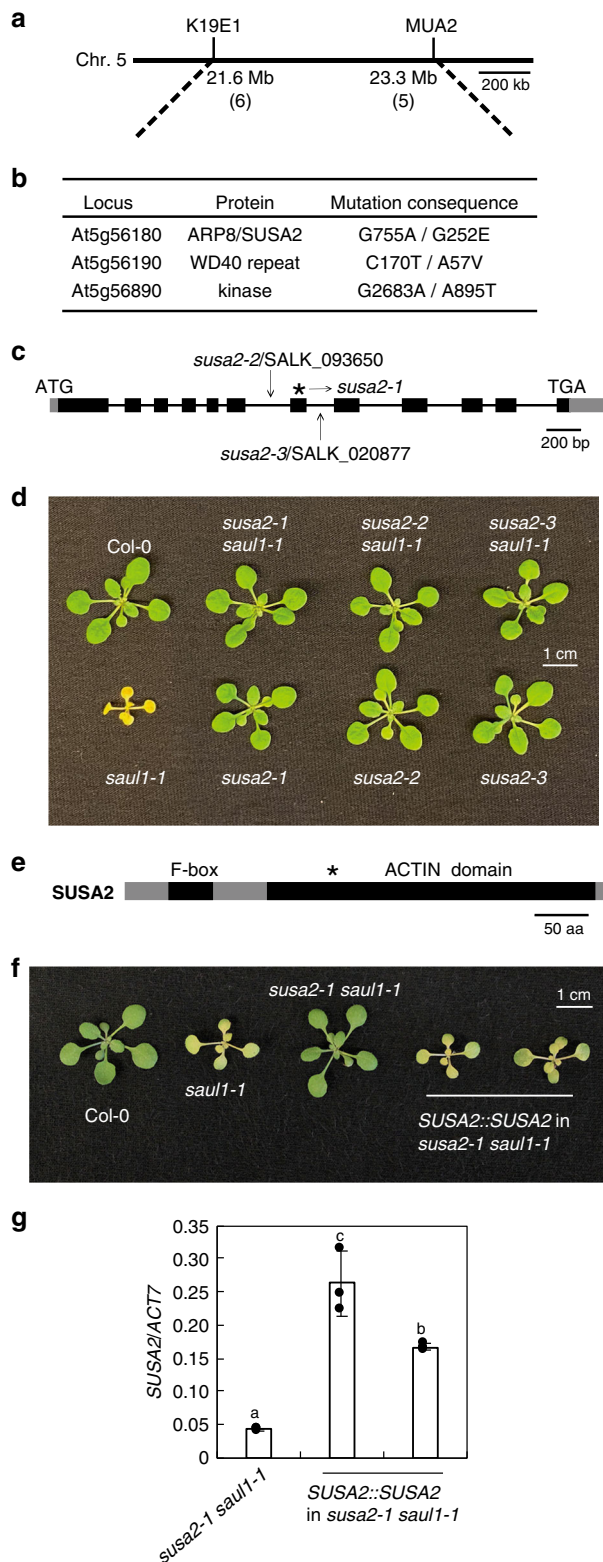 a
K19E1 MUA2
Chr. 5
21.6 Mb 23.3 Mb 200 kb
(6) (5)
b
Locus Protein Mutation consequence
At5g56180 ARP8/SUSA2 G755A / G252E
At5g56190 WD40 repeat C170T / A57V
At5g56890 kinase G2683A / A895T
c
susa2-2/SALK_093650
ATG * susa2-1 TGA
200 bp
susa2-3/SALK_020877
d
Col-0 susa2-1 susa2-2 susa2-3
saul1-1 saul1-1 saul1-1
1 cm
saul1-1 susa2-1 susa2-2 susa2-3
e
F-box * ACTIN domain
SUSA2
50 aa
f
susa2-1 saul1-1
1 cm
saul1-1
Col-0
SUSA2::SUSA2 in
susa2-1 saul1-1
g
0.35
0.30
0.25
0.20
0.15
0.10
0.05
0
SUSA2/ACT7
a c b
susa2-1 saul1-1
SUSA2::SUSA2
in susa2-1 saul1-1